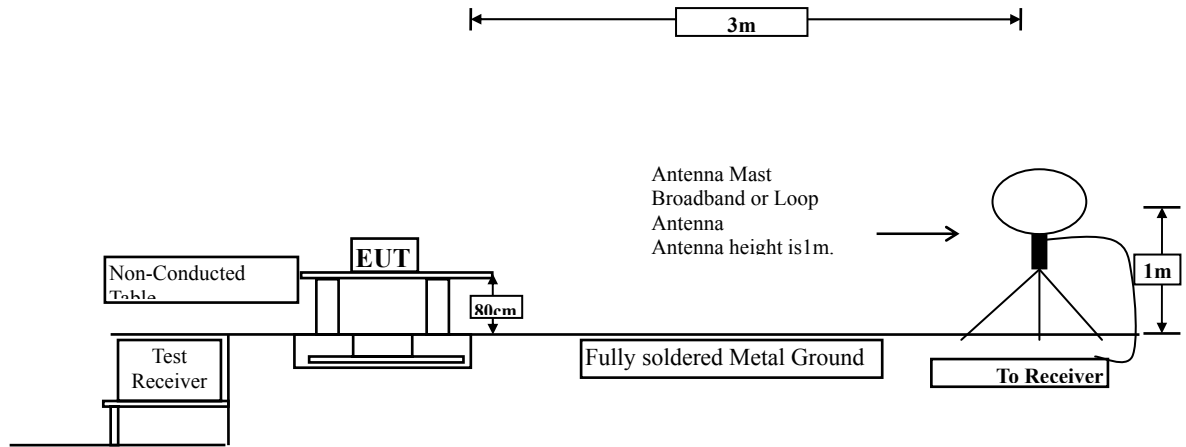 3m
Antenna Mast
Broadband or Loop
Antenna
Antenna height is1m.
EUT
Non-Conducted
Table
80cm
1m
Test
Receiver
Fully soldered Metal Ground
To Receiver